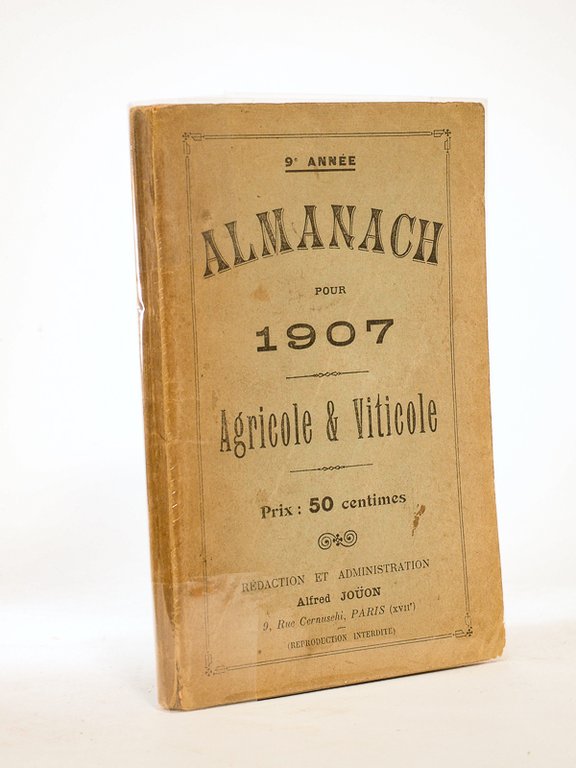 9e ANNÉE
ALMANACH
POUR
1907
Agricole & Viticole
Prix : 50 centimes
RÉDACTION ET ADMINISTRATION
Alfred JOÜON
9, Rue Cernuschi, PARIS (XVIIe)
(REPRODUCTION INTERDITE)